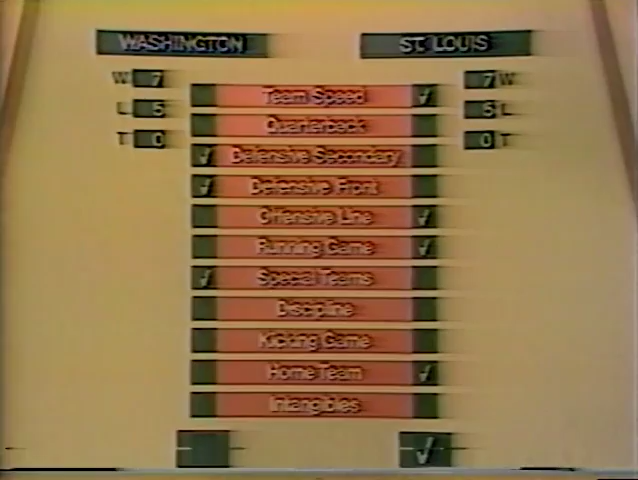 WASHINGTON ST. LOUIS
W 7 7 W
L 5 5 L
T 0 0 T
Team Speed ✓
Quarterback
✓ Defensive Secondary
✓ Defensive Front
Offensive Line ✓
Running Game ✓
✓ Special Teams
Discipline
Kicking Game
Home Team ✓
Intangibles
✓